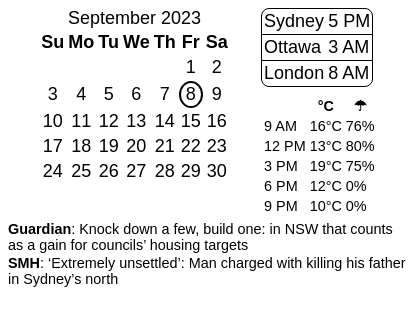 September 2023
Su Mo Tu We Th Fr Sa
1 2
3 4 5 6 7 8 9
10 11 12 13 14 15 16
17 18 19 20 21 22 23
24 25 26 27 28 29 30
Sydney 5 PM
Ottawa 3 AM
London 8 AM
°C ☂
9 AM 16°C 76%
12 PM 13°C 80%
3 PM 19°C 75%
6 PM 12°C 0%
9 PM 10°C 0%
Guardian: Knock down a few, build one: in NSW that counts
as a gain for councils’ housing targets
SMH: ‘Extremely unsettled’: Man charged with killing his father
in Sydney’s north